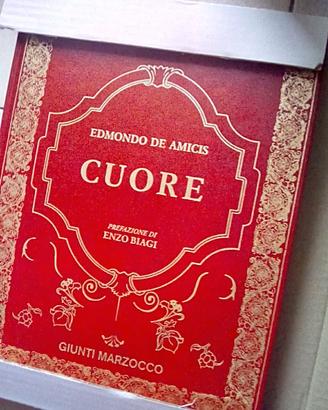 EDMONDO DE AMICIS
CUORE
PREFAZIONE DI
ENZO BIAGI
GIUNTI MARZOCCO